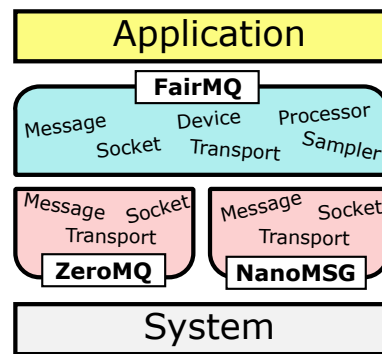 Application
FairMQ
Message Device Processor
Socket Transport Sampler
Message Socket
Transport
ZeroMQ
Message Socket
Transport
NanoMSG
System